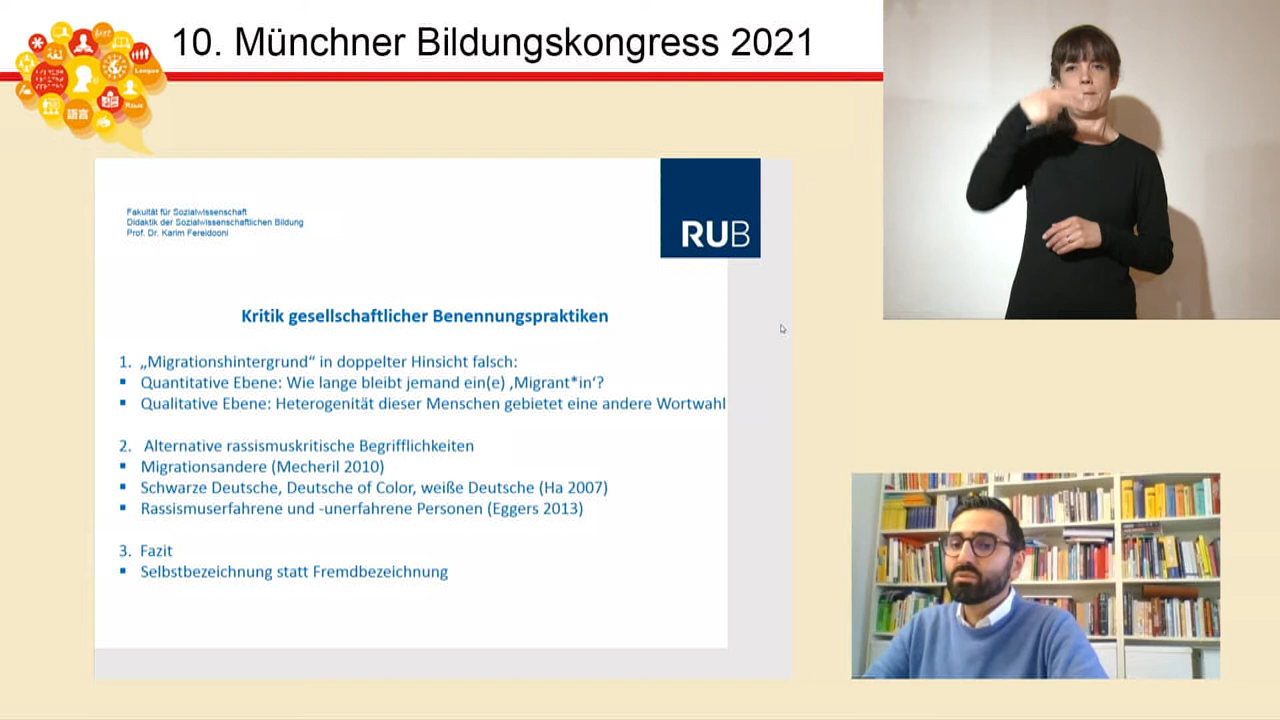 10. Münchner Bildungskongress 2021
Langue
語言
Fakultät für Sozialwissenschaft
Didaktik der Sozialwissenschaftlichen Bildung
Prof. Dr. Karim Fereidooni
RUB
Kritik gesellschaftlicher Benennungspraktiken
1. „Migrationshintergrund“ in doppelter Hinsicht falsch:
▪ Quantitative Ebene: Wie lange bleibt jemand ein(e) ‚Migrant*in‘?
▪ Qualitative Ebene: Heterogenität dieser Menschen gebietet eine andere Wortwahl
2. Alternative rassismuskritische Begrifflichkeiten
▪ Migrationsandere (Mecheril 2010)
▪ Schwarze Deutsche, Deutsche of Color, weiße Deutsche (Ha 2007)
▪ Rassismuserfahrene und -unerfahrene Personen (Eggers 2013)
3. Fazit
▪ Selbstbezeichnung statt Fremdbezeichnung